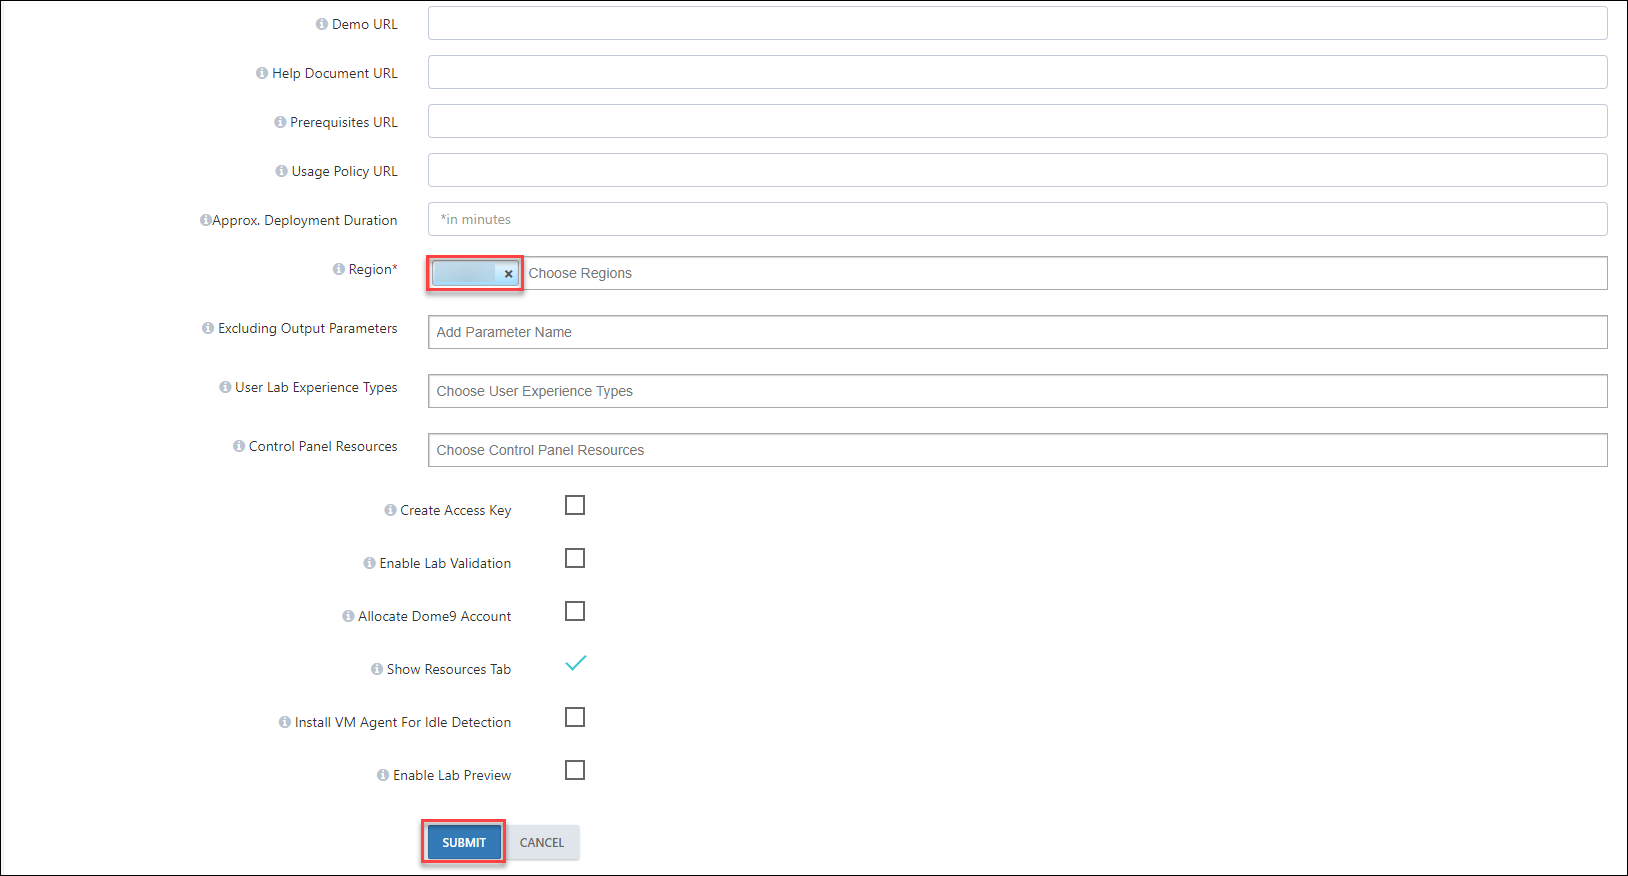 Demo URL
Help Document URL
Prerequisites URL
Usage Policy URL
Approx. Deployment Duration *in minutes
Region* × Choose Regions
Excluding Output Parameters Add Parameter Name
User Lab Experience Types Choose User Experience Types
Control Panel Resources Choose Control Panel Resources
Create Access Key
Enable Lab Validation
Allocate Dome9 Account
Show Resources Tab
Install VM Agent For Idle Detection
Enable Lab Preview
SUBMIT CANCEL